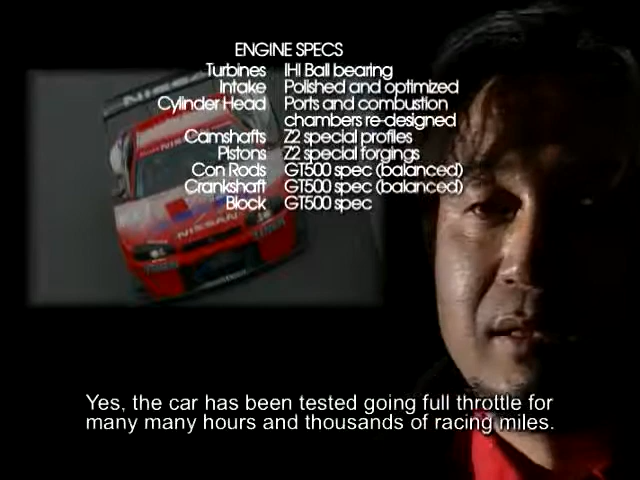 ENGINE SPECS
Turbines IHI Ball bearing
Intake Polished and optimized
Cylinder Head Ports and combustion
chambers re-designed
Camshafts Z2 special profiles
Pistons Z2 special forgings
Con Rods GT500 spec (balanced)
Crankshaft GT500 spec (balanced)
Block GT500 spec
NISSAN
Yes, the car has been tested going full throttle for
many many hours and thousands of racing miles.